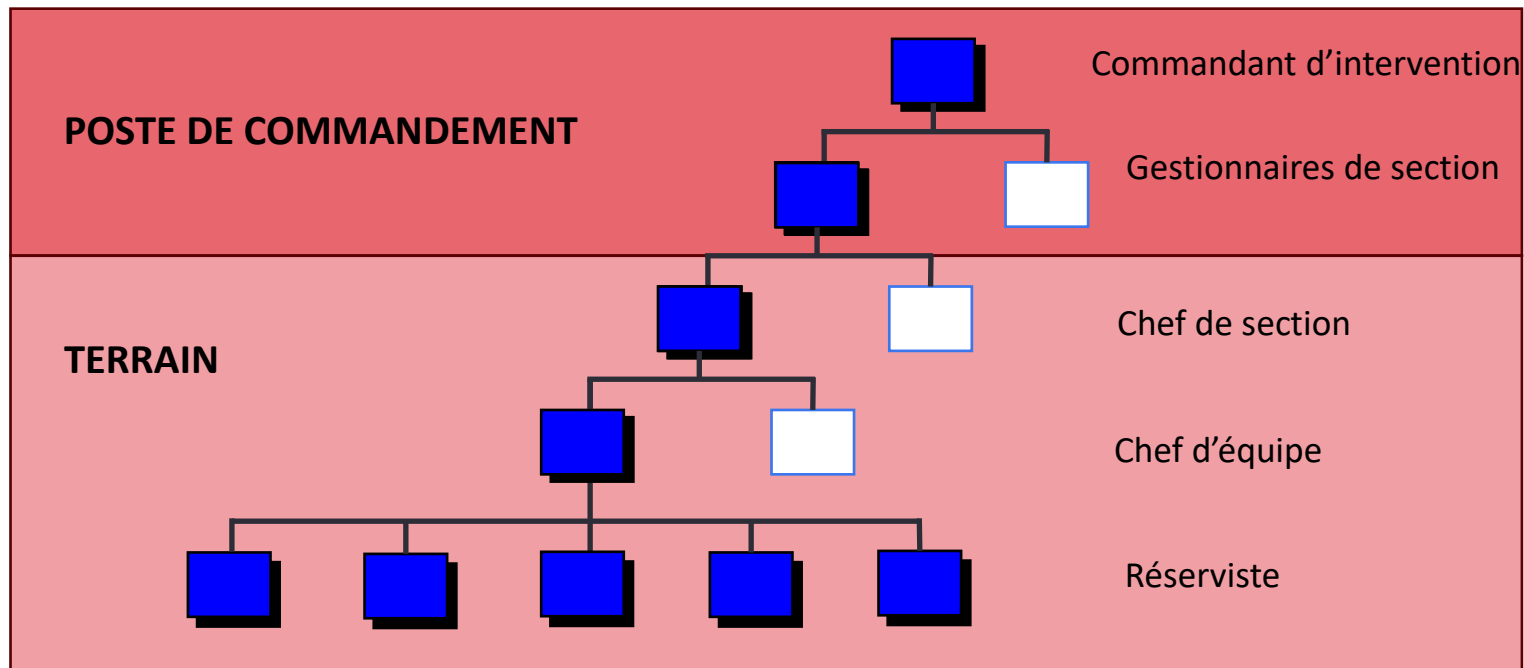 Commandant d’intervention
POSTE DE COMMANDEMENT
Gestionnaires de section
Chef de section
TERRAIN
Chef d’équipe
Réserviste